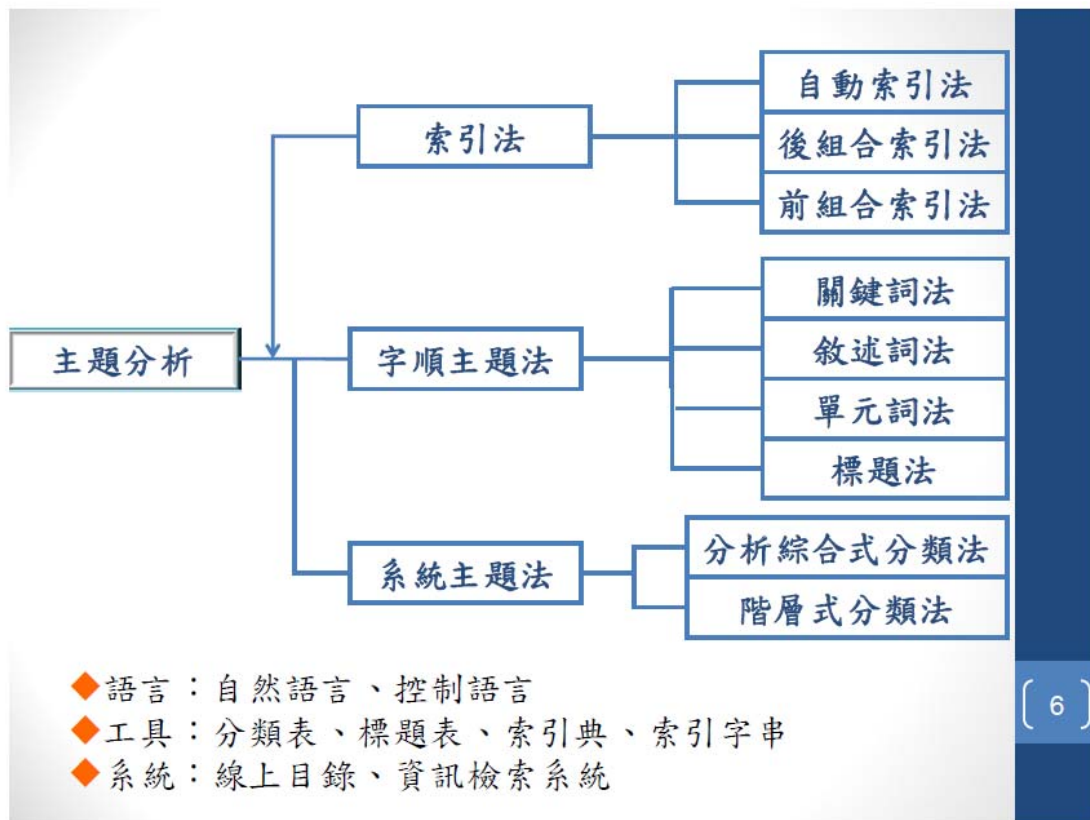 自動索引法
索引法
後組合索引法
前組合索引法
關鍵詞法
主題分析
字順主題法
敘述詞法
單元詞法
標題法
系統主題法
分析綜合式分類法
階層式分類法
◆語言：自然語言、控制語言
◆工具：分類表、標題表、索引典、索引字串
◆系統：線上目錄、資訊檢索系統
6